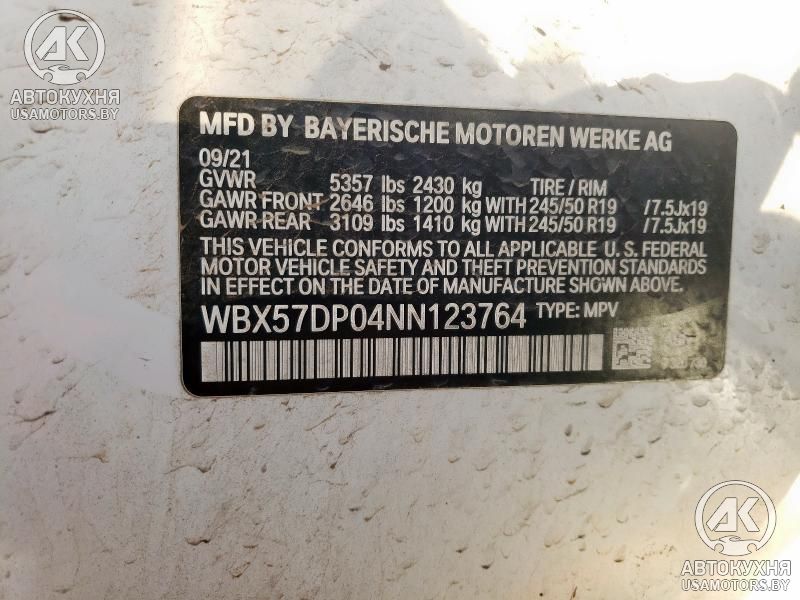 AK
АВТОКУХНЯ
USAMOTORS.BY
MFD BY BAYERISCHE MOTOREN WERKE AG
09/21
GVWR 5357 lbs 2430 kg TIRE / RIM
GAWR FRONT 2646 lbs 1200 kg WITH 245/50 R19 /7.5Jx19
GAWR REAR 3109 lbs 1410 kg WITH 245/50 R19 /7.5Jx19
THIS VEHICLE CONFORMS TO ALL APPLICABLE U. S. FEDERAL
MOTOR VEHICLE SAFETY AND THEFT PREVENTION STANDARDS
IN EFFECT ON THE DATE OF MANUFACTURE SHOWN ABOVE.
WBX57DP04NN123764 TYPE: MPV
AK
АВТОКУХНЯ
USAMOTORS.BY